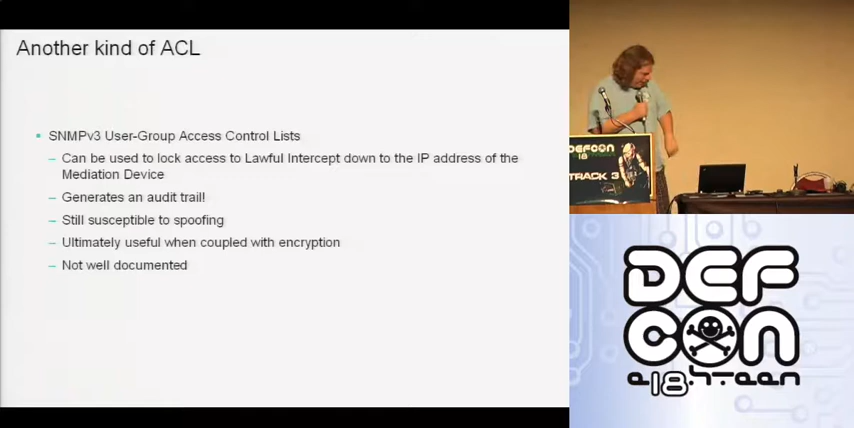 Another kind of ACL
▪ SNMPv3 User-Group Access Control Lists
– Can be used to lock access to Lawful Intercept down to the IP address of the
Mediation Device
– Generates an audit trail!
– Still susceptible to spoofing
– Ultimately useful when coupled with encryption
– Not well documented
DEFCON
18
TRACK 3
DEF
CON
e18hteen